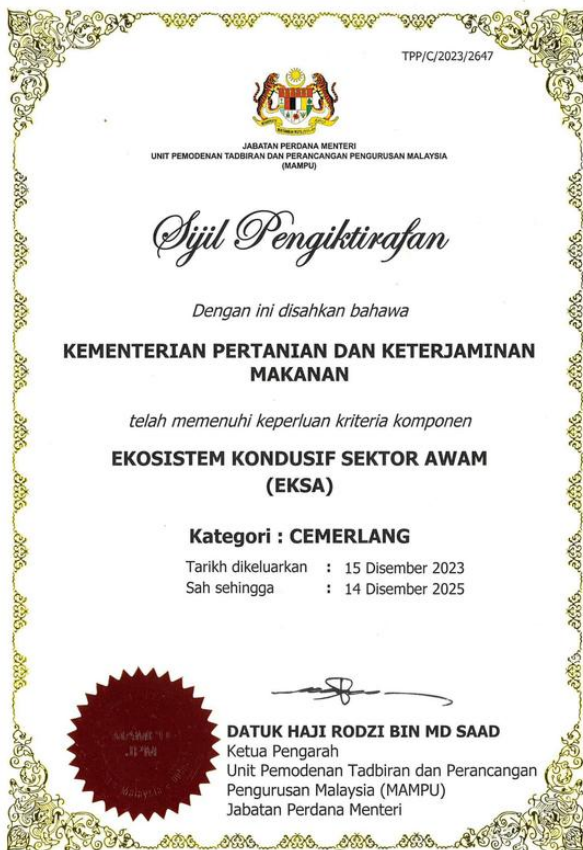 TPP/C/2023/2647
JABATAN PERDANA MENTERI
UNIT PEMODENAN TADBIRAN DAN PERANCANGAN PENGURUSAN MALAYSIA
(MAMPU)
Sijil Pengiktirafan
Dengan ini disahkan bahawa
KEMENTERIAN PERTANIAN DAN KETERJAMINAN
MAKANAN
telah memenuhi keperluan kriteria komponen
EKOSISTEM KONDUSIF SEKTOR AWAM
(EKSA)
Kategori : CEMERLANG
Tarikh dikeluarkan : 15 Disember 2023
Sah sehingga : 14 Disember 2025
DATUK HAJI RODZI BIN MD SAAD
Ketua Pengarah
Unit Pemodenan Tadbiran dan Perancangan
Pengurusan Malaysia (MAMPU)
Jabatan Perdana Menteri